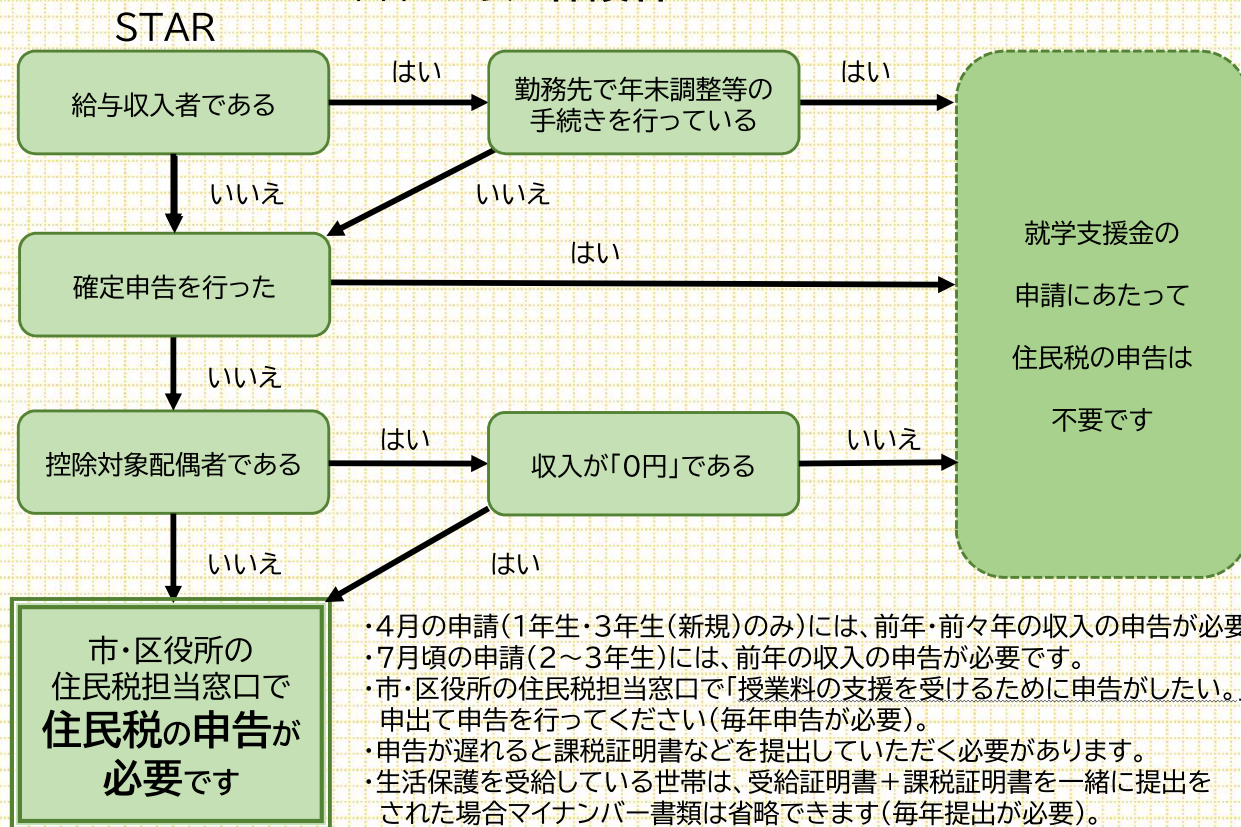 STAR
給与収入者である
はい
勤務先で年末調整等の
手続きを行っている
はい
いいえ
いいえ
確定申告を行った
はい
就学支援金の
申請にあたって
住民税の申告は
不要です
いいえ
控除対象配偶者である
はい
収入が「0円」である
いいえ
いいえ
はい
市・区役所の
住民税担当窓口で
住民税の申告が
必要です
・4月の申請(1年生・3年生(新規)のみ)には、前年・前々年の収入の申告が必要
・7月頃の申請(2～3年生)には、前年の収入の申告が必要です。
・市・区役所の住民税担当窓口で「授業料の支援を受けるために申告がしたい。」
申出て申告を行ってください(毎年申告が必要)。
・申告が遅れると課税証明書などを提出していただく必要があります。
・生活保護を受給している世帯は、受給証明書＋課税証明書を一緒に提出を
された場合マイナンバー書類は省略できます(毎年提出が必要)。